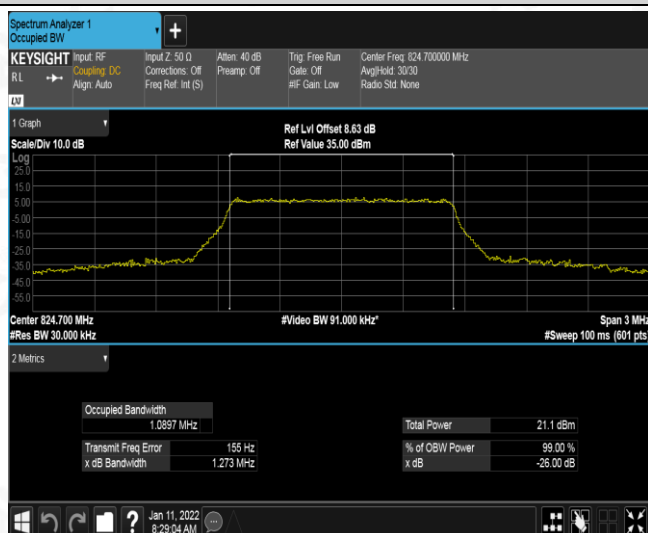 Spectrum Analyzer 1
Occupied BW
KEYSIGHT
R L
LXI
Input: RF
Coupling: DC
Align: Auto
Input Z: 50 Ω
Corrections: Off
Freq Ref: Int (S)
Atten: 40 dB
Preamp: Off
Trig: Free Run
Gate: Off
#IF Gain: Low
Center Freq: 824.700000 MHz
Avg|Hold: 30/30
Radio Std: None
1 Graph
Scale/Div 10.0 dB
Ref Lvl Offset 8.63 dB
Ref Value 35.00 dBm
Log
25.0
15.0
5.00
-5.00
-15.0
-25.0
-35.0
-45.0
-55.0
Center 824.700 MHz
#Res BW 30.000 kHz
#Video BW 91.000 kHz*
Span 3 MHz
#Sweep 100 ms (601 pts)
2 Metrics
Occupied Bandwidth
1.0897 MHz
Transmit Freq Error 155 Hz
x dB Bandwidth 1.273 MHz
Total Power 21.1 dBm
% of OBW Power 99.00 %
x dB -26.00 dB
?
Jan 11, 2022
8:29:04 AM